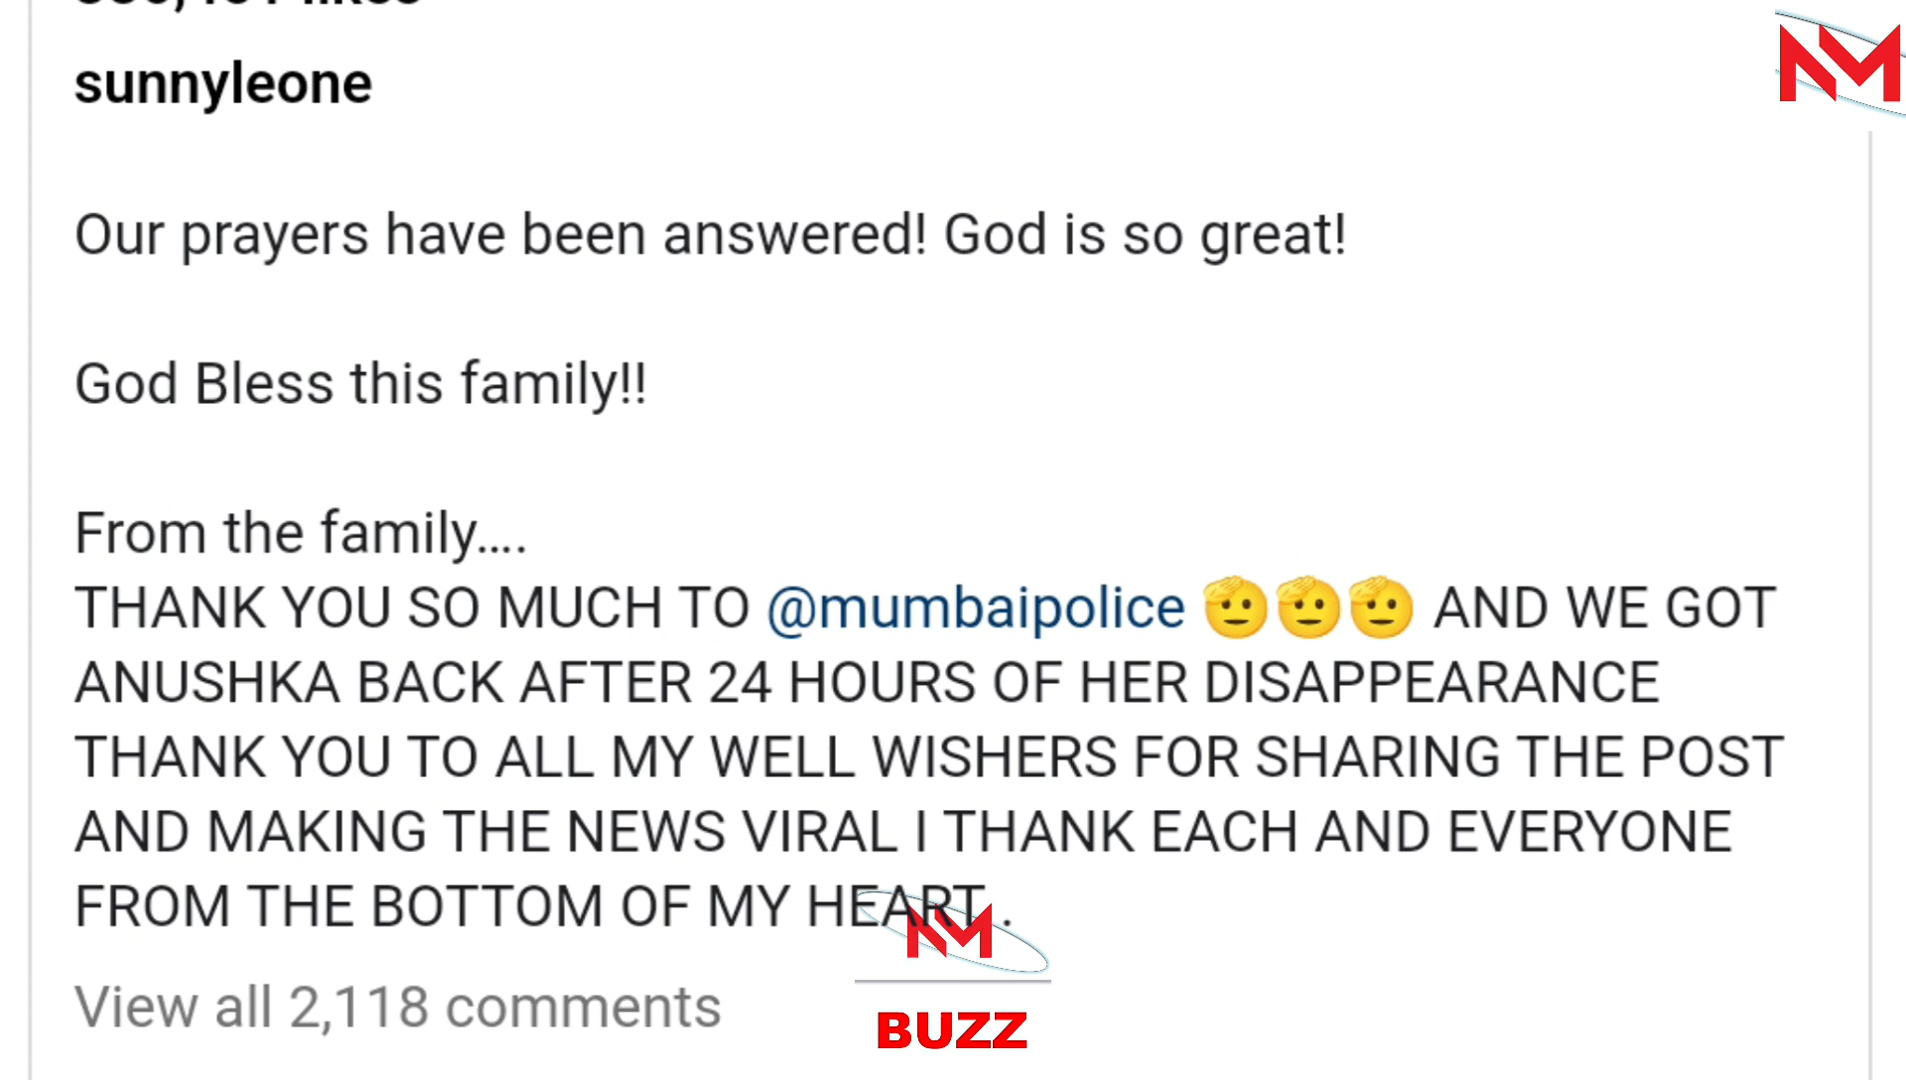 sunnyleone
Our prayers have been answered! God is so great!
God Bless this family!!
From the family....
THANK YOU SO MUCH TO @mumbaipolice 🫡🫡🫡 AND WE GOT
ANUSHKA BACK AFTER 24 HOURS OF HER DISAPPEARANCE
THANK YOU TO ALL MY WELL WISHERS FOR SHARING THE POST
AND MAKING THE NEWS VIRAL I THANK EACH AND EVERYONE
FROM THE BOTTOM OF MY HEART .
View all 2,118 comments
NM
NM
BUZZ